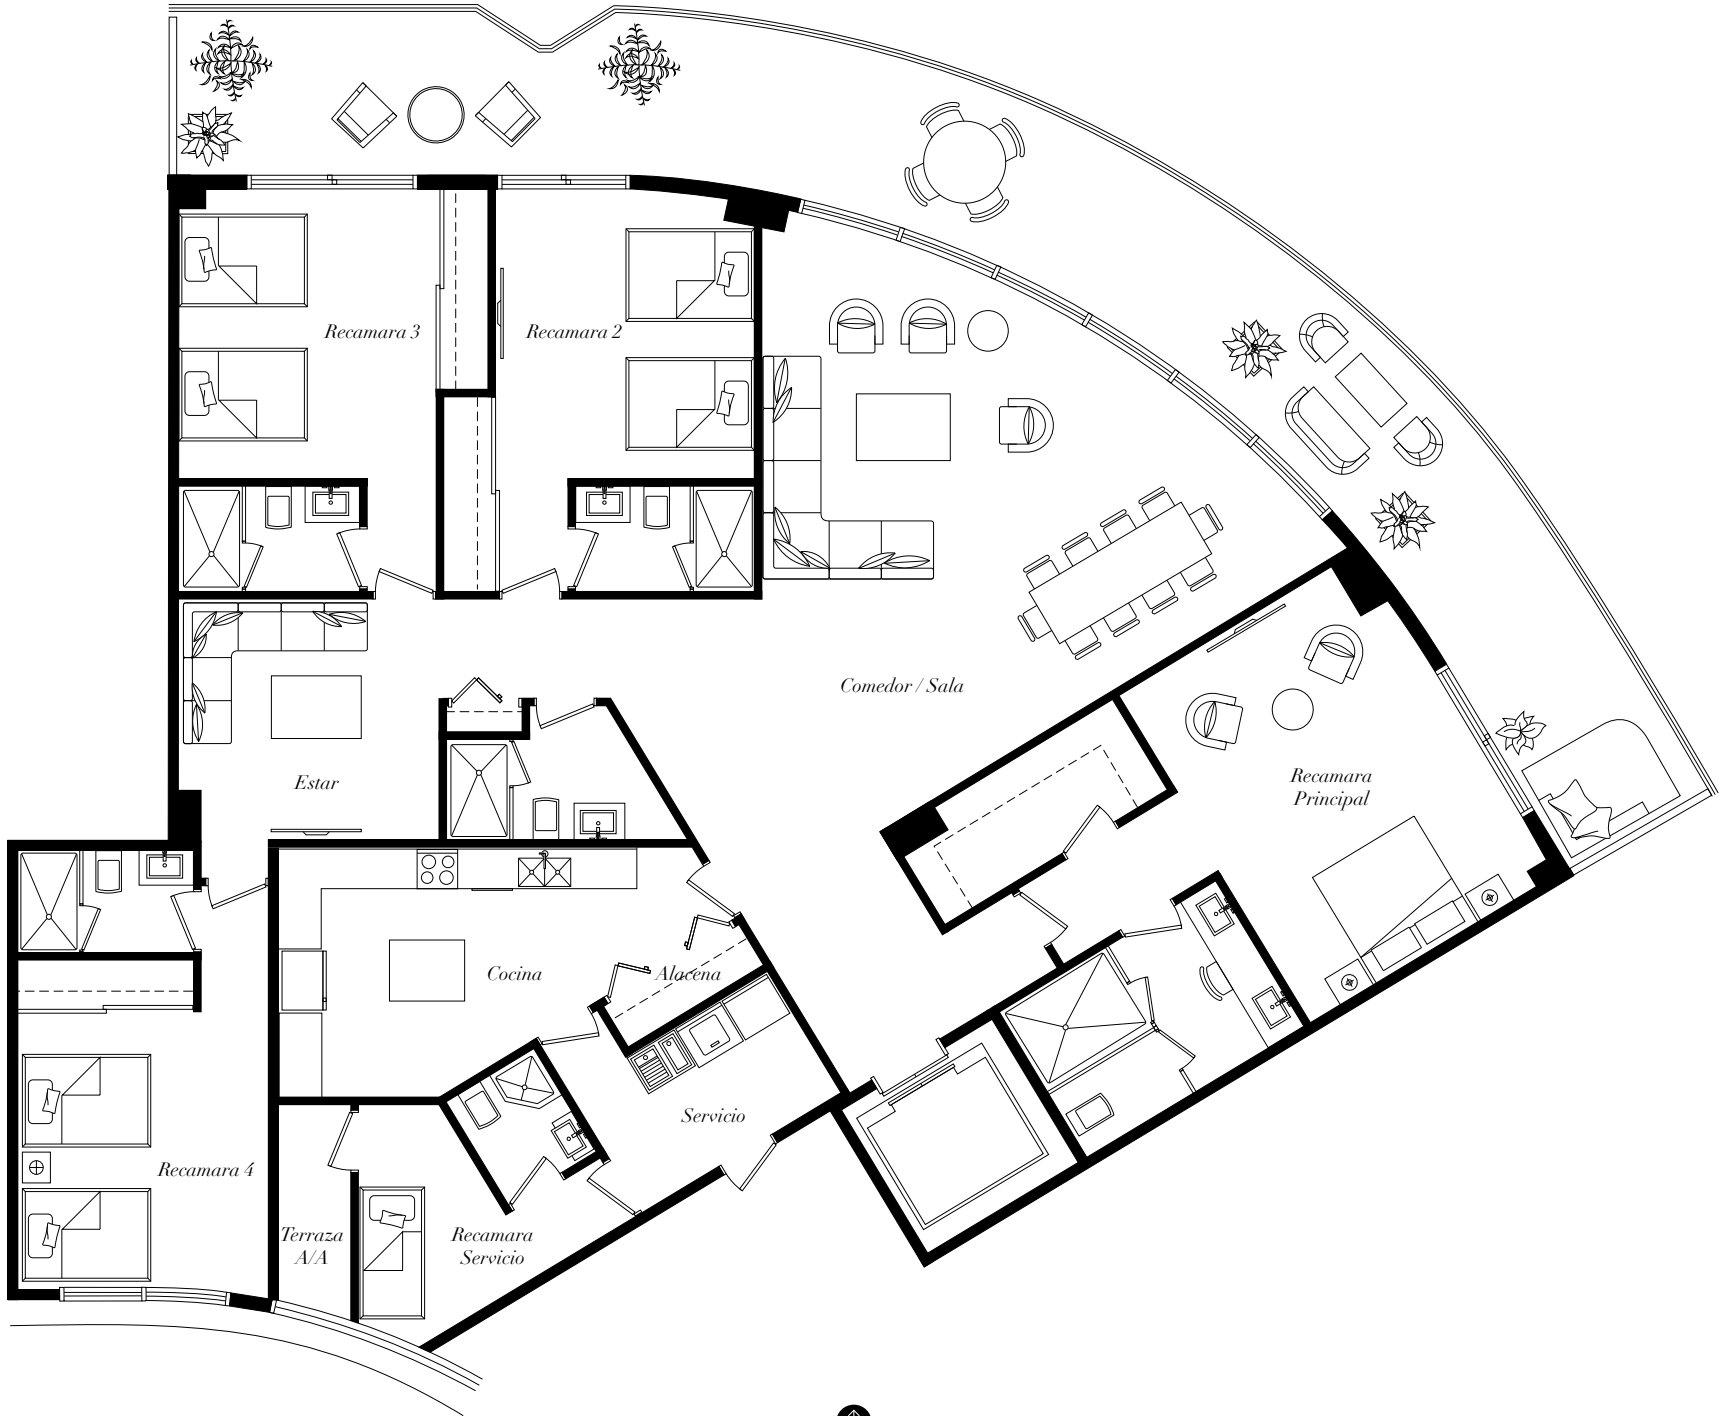 Recamara 3
Recamara 2
Comedor / Sala
Estar
Recamara
Principal
Cocina
Alacena
Servicio
Recamara 4
Terraza
A/A
Recamara
Servicio